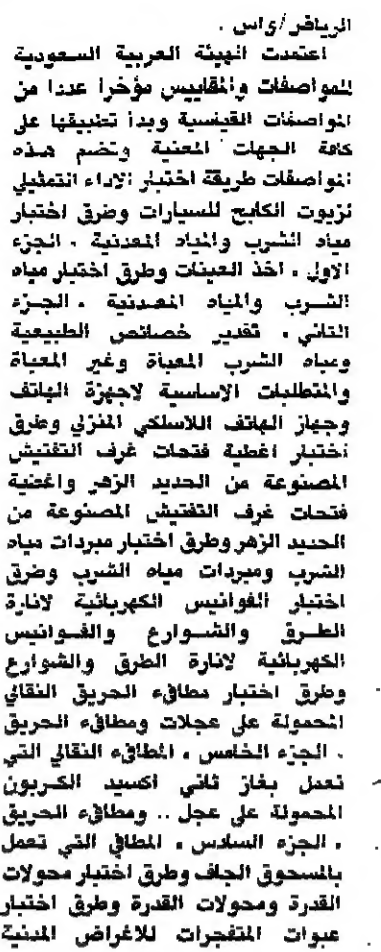 الرياض/واس .
اعتمدت الهيئة العربية السعودية
للمواصفات والمقاييس مؤخرا عددا من
المواصفات القياسية وبدأ تطبيقها على
كافة الجهات المعنية وتضم هذه
المواصفات طريقة اختبار الاداء التمثيلي
لزيوت الكابح للسيارات وطرق اختبار
مياه الشرب والمياه المعدنية . الجزء
الاول . اخذ العينات وطرق اختبار مياه
الشرب والمياه المعدنية . الجزء
الثاني . تقدير خصائص الطبيعية
ومياه الشرب المعبأة وغير المعبأة
والمتطلبات الاساسية لاجهزة الهاتف
وجهاز الهاتف اللاسلكي المنزلي وطرق
اختبار اغطية فتحات غرف التفتيش
المصنوعة من الحديد الزهر واغطية
فتحات غرف التفتيش المصنوعة من
الحديد الزهر وطرق اختبار مبردات مياه
الشرب ومبردات مياه الشرب وطرق
اختبار الفوانيس الكهربائية لانارة
الطرق والشوارع والفوانيس
الكهربائية لانارة الطرق والشوارع
وطرق اختبار مطافىء الحريق النقالي
المحمولة على عجلات ومطافىء الحريق
. الجزء الخامس . المطافىء النقالي التي
تعمل بغاز ثاني اكسيد الكربون
المحمولة على عجل .. ومطافىء الحريق
. الجزء السادس . المطافي التي تعمل
بالمسحوق الجاف وطرق اختبار محولات
القدرة ومحولات القدرة وطرق اختبار
عبوات المتفجرات للاغراض المدنية